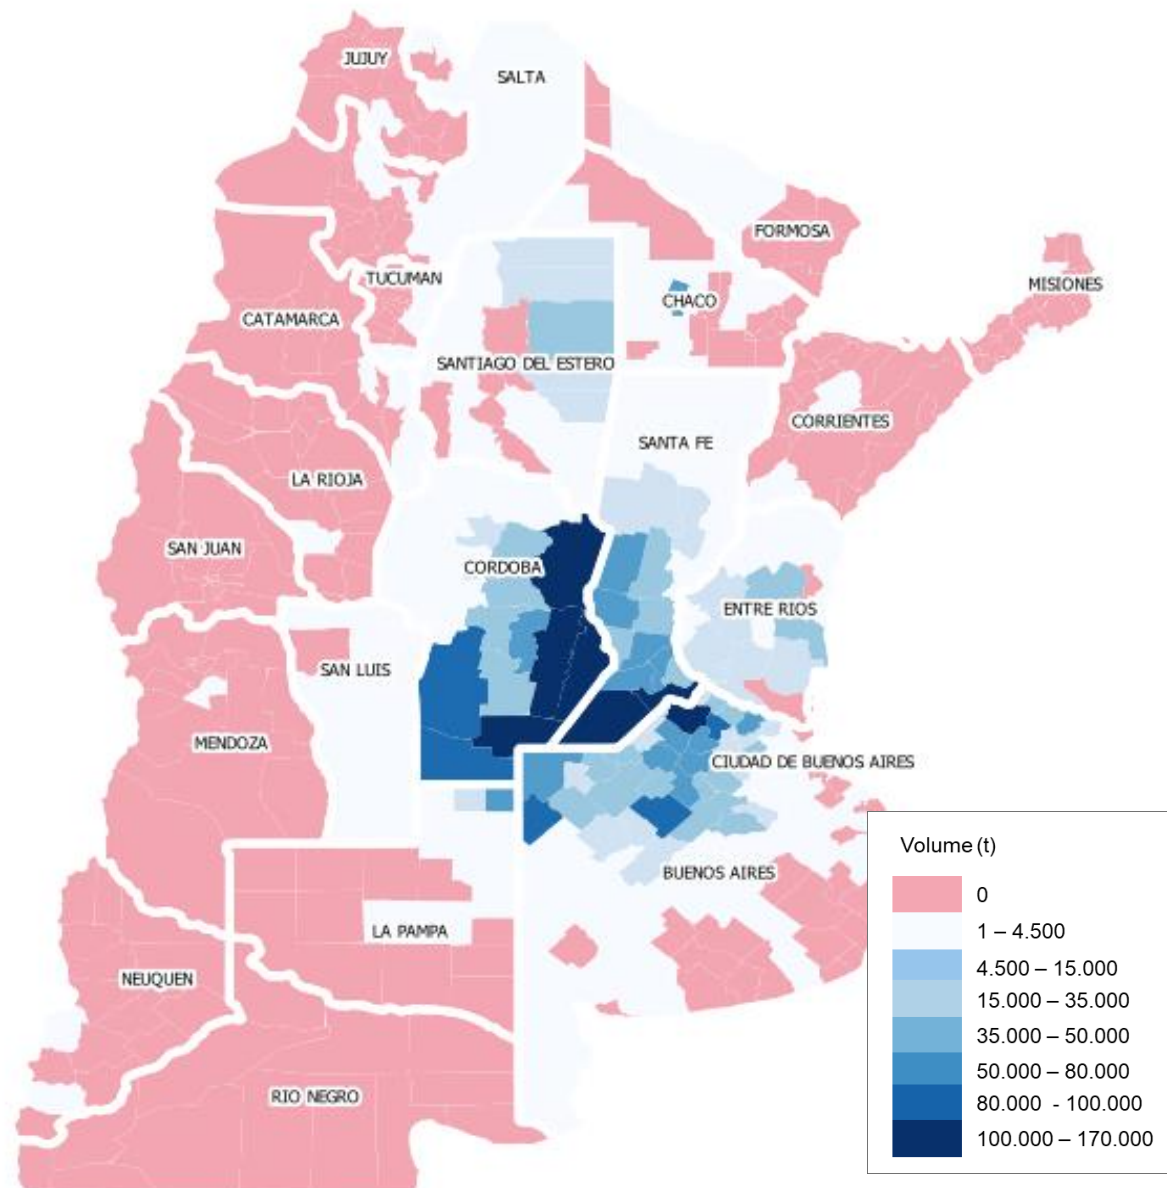 JUJUY
SALTA
FORMOSA
TUCUMAN
MISIONES
CHACO
CATAMARCA
SANTIAGO DEL ESTERO
CORRIENTES
SANTA FE
LA RIOJA
SAN JUAN
CORDOBA
ENTRE RIOS
SAN LUIS
MENDOZA
CIUDAD DE BUENOS AIRES
BUENOS AIRES
LA PAMPA
NEUQUEN
RIO NEGRO
Volume (t)
0
1 – 4.500
4.500 – 15.000
15.000 – 35.000
35.000 – 50.000
50.000 – 80.000
80.000 - 100.000
100.000 – 170.000